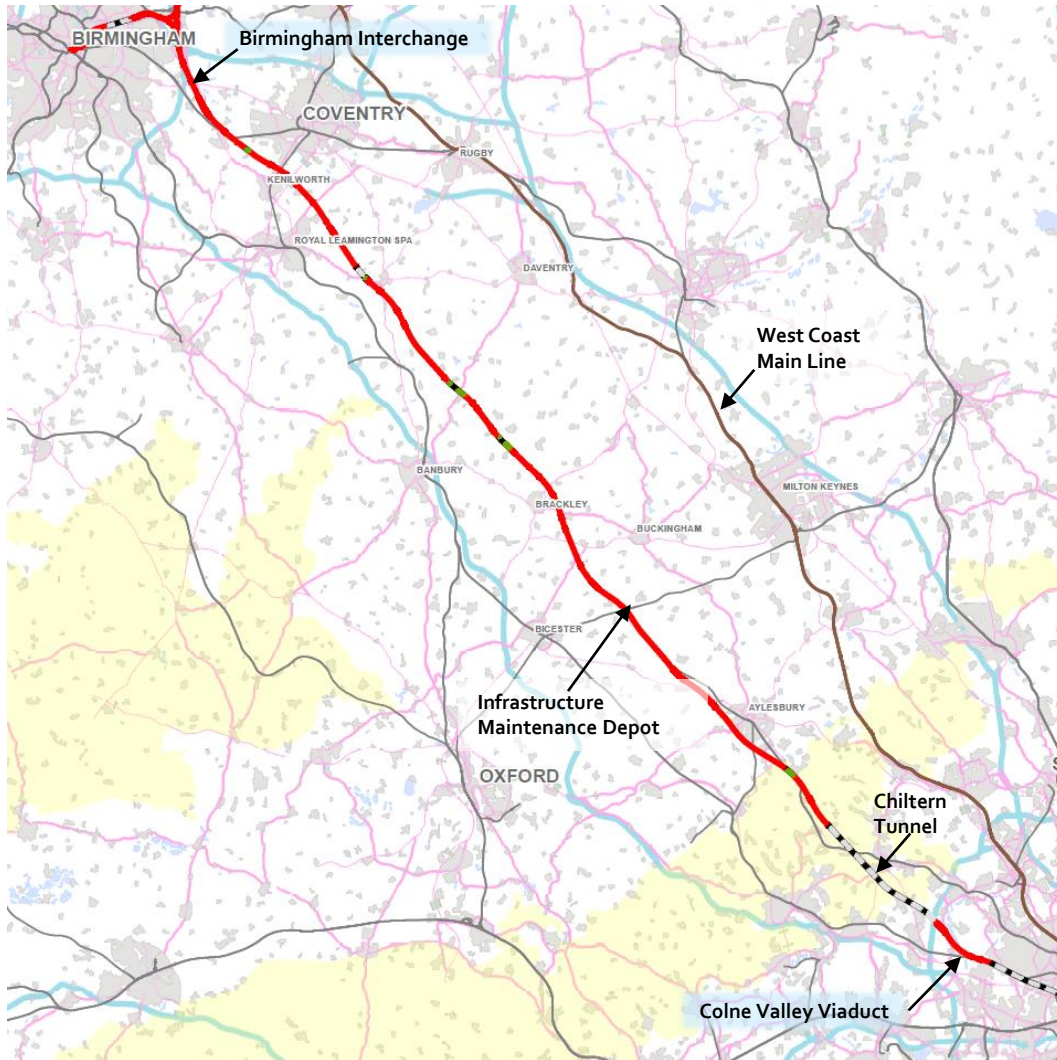 Birmingham Interchange
BIRMINGHAM
COVENTRY
RUGBY
KENILWORTH
ROYAL LEAMINGTON SPA
DAVENTRY
West Coast
Main Line
BANBURY
MILTON KEYNES
BRACKLEY
BUCKINGHAM
BICESTER
Infrastructure
Maintenance Depot
AYLESBURY
OXFORD
Chiltern
Tunnel
Colne Valley Viaduct